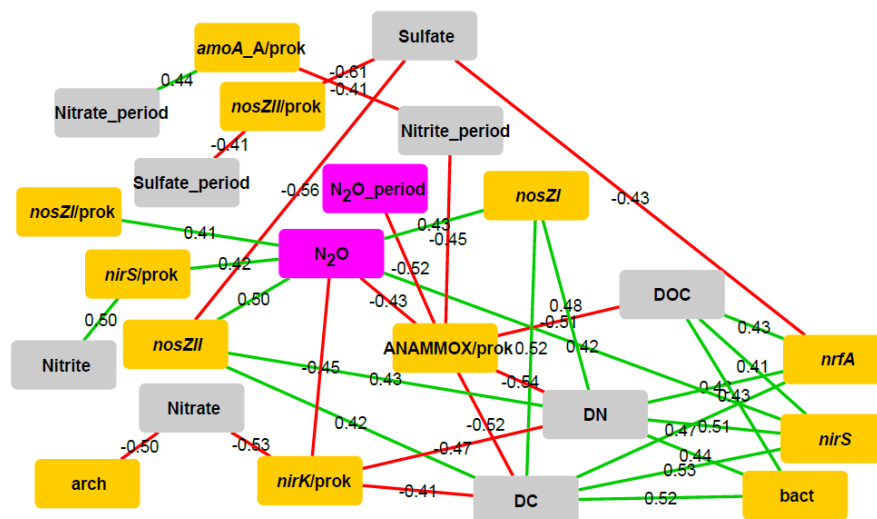 Sulfate
amoA_A/prok
-0.61
0.44
-0.41
nosZII/prok
Nitrate_period
Nitrite_period
-0.41
Sulfate_period
N2O_period
nosZI
-0.56
-0.43
nosZI/prok
0.43
0.41
-0.45
N2O
0.42
-0.52
nirS/prok
DOC
0.50
-0.43
0.48
-0.51
0.50
0.43
nosZII
ANAMMOX/prok
0.52
0.42
nrfA
Nitrite
-0.45
0.41
0.43
-0.54
0.43
Nitrate
DN
0.42
0.47
0.51
nirS
-0.50
-0.53
-0.52
-0.47
0.44
0.53
arch
nirK/prok
-0.41
DC
0.52
bact